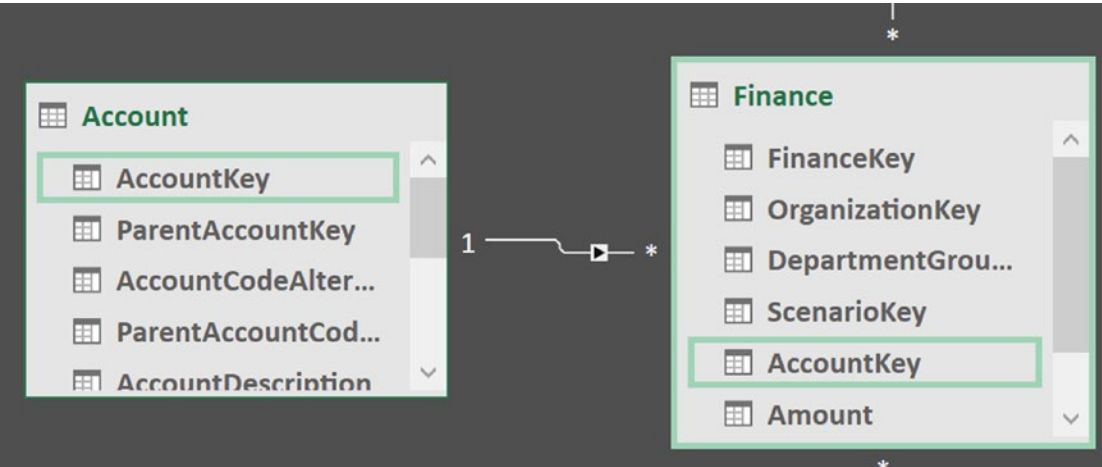 *
Account
AccountKey
ParentAccountKey
AccountCodeAlter...
ParentAccountCod...
AccountDescription
1
*
Finance
FinanceKey
OrganizationKey
DepartmentGrou...
ScenarioKey
AccountKey
Amount
*